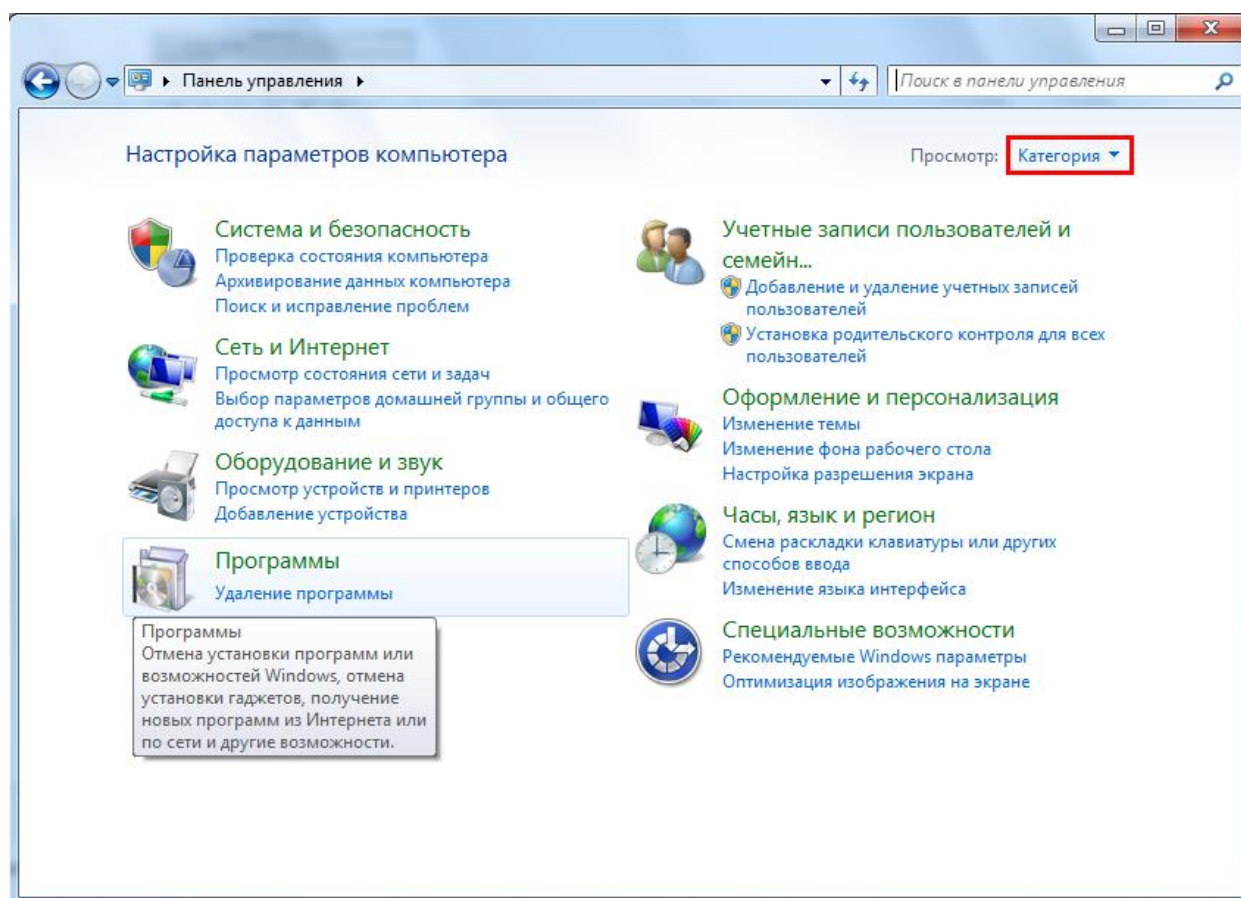 Панель управления
Поиск в панели управления
Настройка параметров компьютера
Просмотр: Категория
Система и безопасность
Проверка состояния компьютера
Архивирование данных компьютера
Поиск и исправление проблем
Сеть и Интернет
Просмотр состояния сети и задач
Выбор параметров домашней группы и общего
доступа к данным
Оборудование и звук
Просмотр устройств и принтеров
Добавление устройства
Программы
Удаление программы
Программы
Отмена установки программ или
возможностей Windows, отмена
установки гаджетов, получение
новых программ из Интернета или
по сети и другие возможности.
Учетные записи пользователей и
семейн...
Добавление и удаление учетных записей
пользователей
Установка родительского контроля для всех
пользователей
Оформление и персонализация
Изменение темы
Изменение фона рабочего стола
Настройка разрешения экрана
Часы, язык и регион
Смена раскладки клавиатуры или других
способов ввода
Изменение языка интерфейса
Специальные возможности
Рекомендуемые Windows параметры
Оптимизация изображения на экране